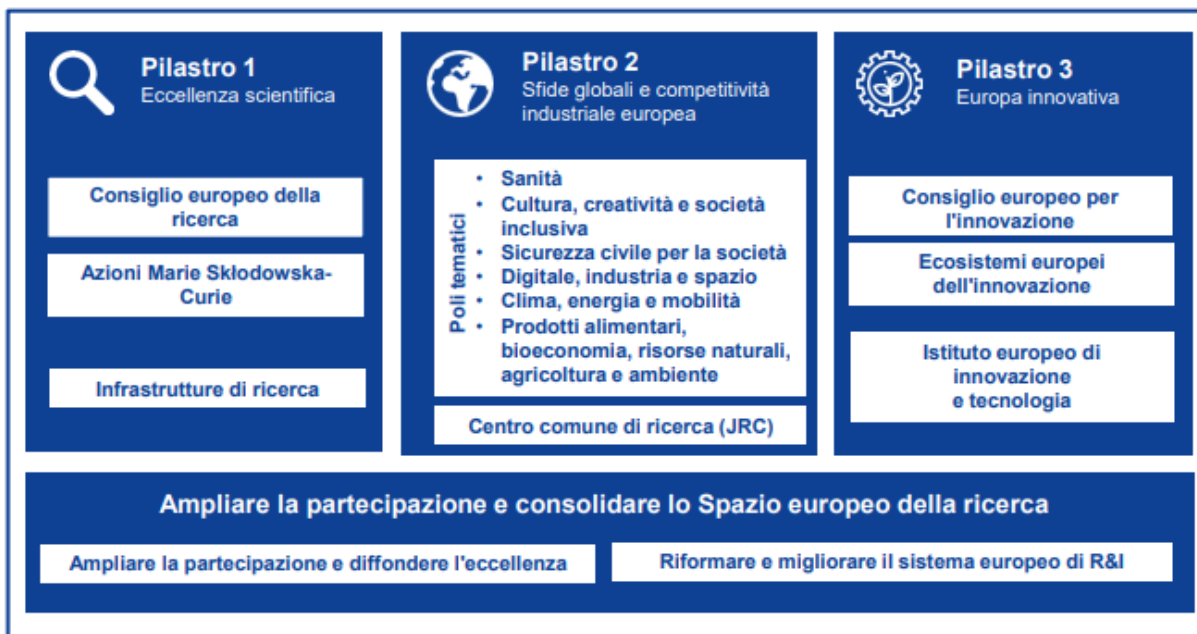 Pilastro 1
Eccellenza scientifica
Consiglio europeo della
ricerca
Azioni Marie Skłodowska-
Curie
Infrastrutture di ricerca
Pilastro 2
Sfide globali e competitività
industriale europea
Poli tematici
• Sanità
• Cultura, creatività e società
inclusiva
• Sicurezza civile per la società
• Digitale, industria e spazio
• Clima, energia e mobilità
• Prodotti alimentari,
bioeconomia, risorse naturali,
agricoltura e ambiente
Centro comune di ricerca (JRC)
Pilastro 3
Europa innovativa
Consiglio europeo per
l'innovazione
Ecosistemi europei
dell'innovazione
Istituto europeo di
innovazione
e tecnologia
Ampliare la partecipazione e consolidare lo Spazio europeo della ricerca
Ampliare la partecipazione e diffondere l'eccellenza
Riformare e migliorare il sistema europeo di R&I